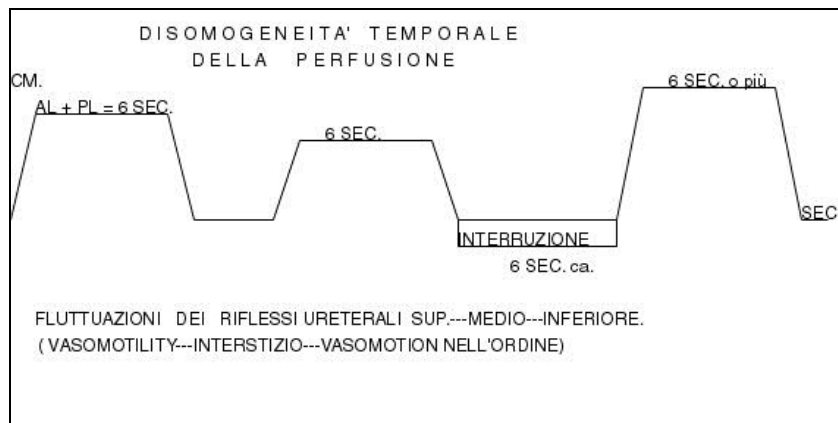 DISOMOGENEITA' TEMPORALE
DELLA PERFUSIONE
CM.
6 SEC. o più
AL + PL = 6 SEC.
6 SEC.
SEC
INTERRUZIONE
6 SEC. ca.
FLUTTUAZIONI DEI RIFLESSI URETERALI SUP.---MEDIO---INFERIORE.
( VASOMOTILITY---INTERSTIZIO---VASOMOTION NELL'ORDINE)